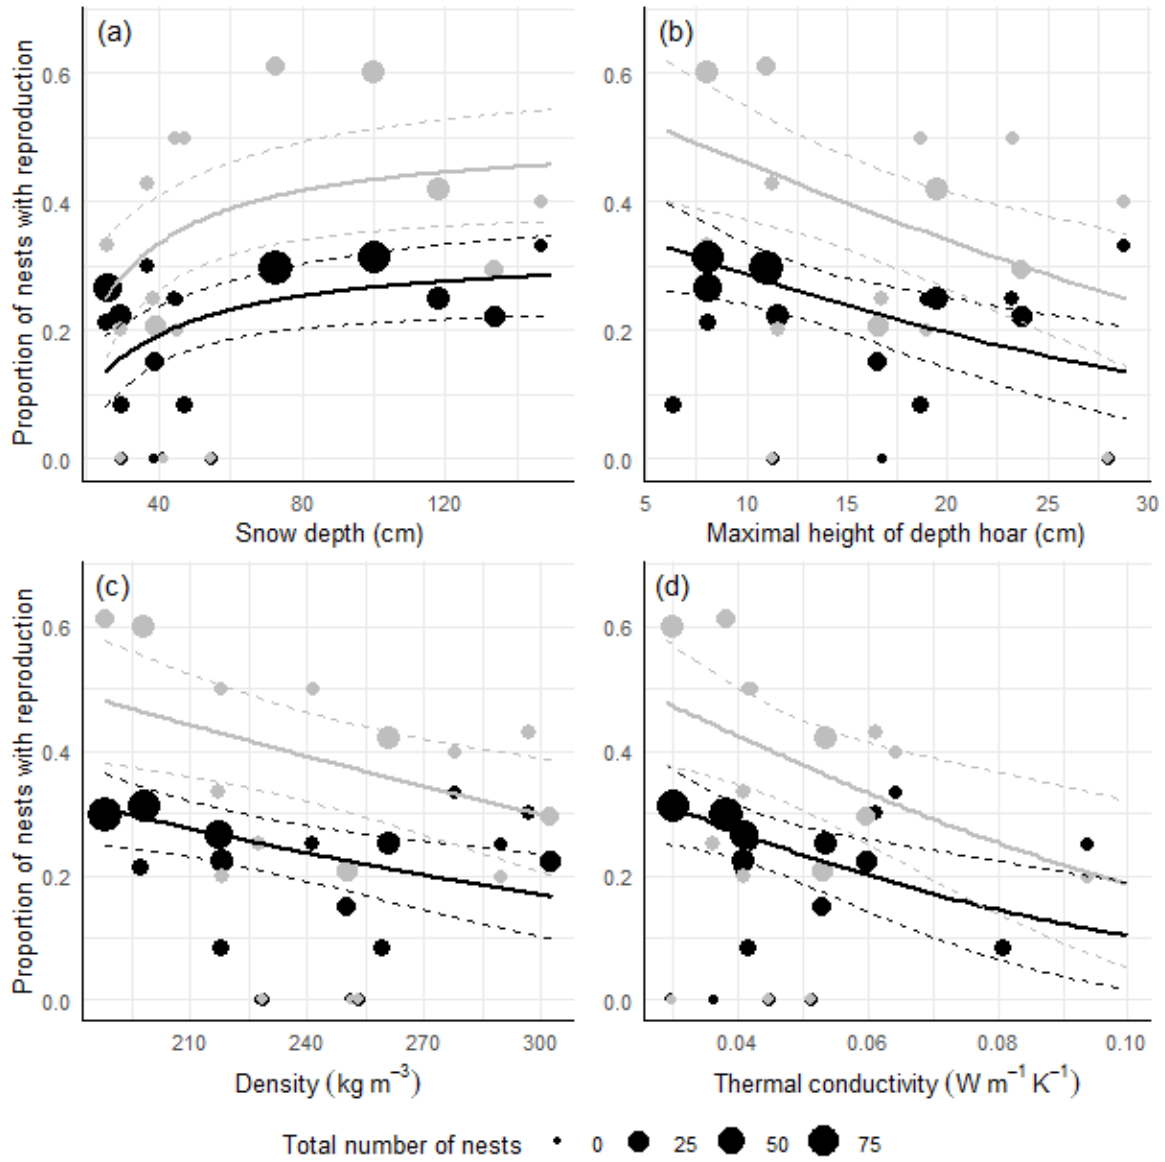 (a)
(b)
Proportion of nests with reproduction
0.6
0.4
0.2
0.0
0.6
0.4
0.2
0.0
40 80 120
5 10 15 20 25 30
Snow depth (cm)
Maximal height of depth hoar (cm)
(c)
(d)
Proportion of nests with reproduction
0.6
0.4
0.2
0.0
0.6
0.4
0.2
0.0
210 240 270 300
0.04 0.06 0.08 0.10
Density (kg m⁻³)
Thermal conductivity (W m⁻¹ K⁻¹)
Total number of nests 0 25 50 75